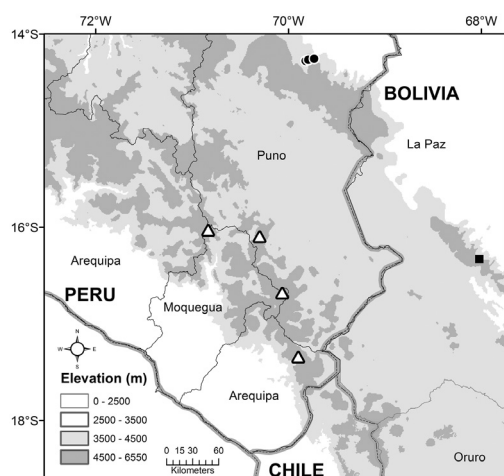 72°W
70°W
68°W
14°S
BOLIVIA
La Paz
Puno
16°S
Arequipa
PERU
Moquegua
N
W E
S
Elevation (m)
0 - 2500
2500 - 3500
3500 - 4500
4500 - 6550
Arequipa
18°S
0 15 30 60
Kilometers
Oruro
CHILE